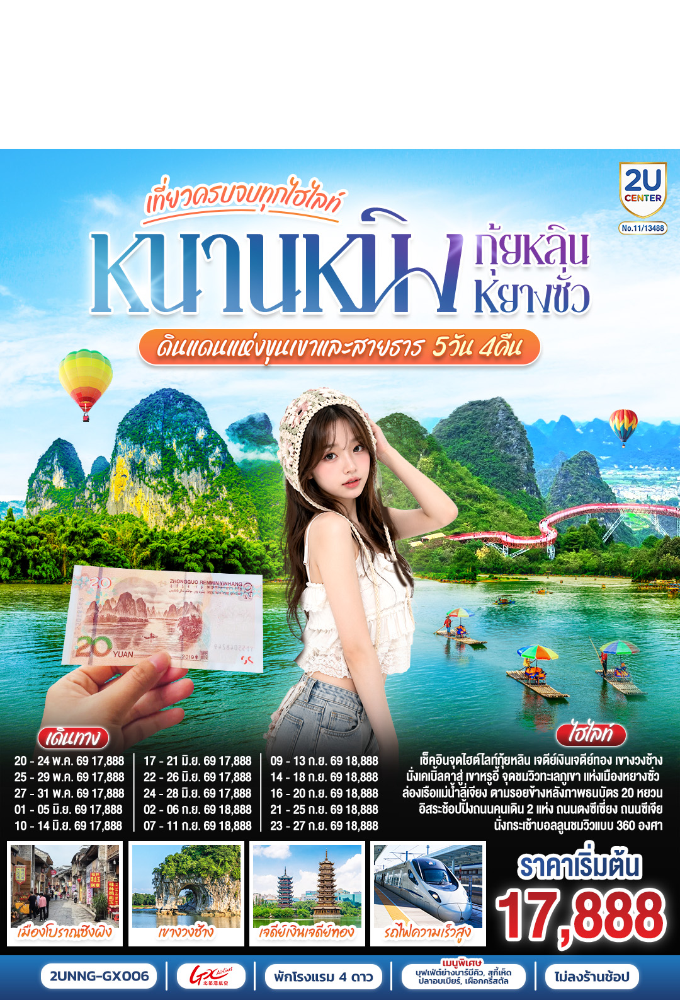 เที่ยวครบจบทุกไฮไลท์
2U
CENTER
No.11/13488
หนานหนิง
กุ้ยหลิน
หยางซั่ว
ดินแดนแห่งขุนเขาและสายธาร 5วัน 4คืน
20
ZHONGGUO RENMIN YINHANG
20
20
YUAN
2019年
เดินทาง
20 - 24 พ.ค. 69 17,888
25 - 29 พ.ค. 69 17,888
27 - 31 พ.ค. 69 17,888
01 - 05 มิ.ย. 69 17,888
10 - 14 มิ.ย. 69 17,888
17 - 21 มิ.ย. 69 17,888
22 - 26 มิ.ย. 69 17,888
24 - 28 มิ.ย. 69 17,888
02 - 06 ก.ย. 69 18,888
07 - 11 ก.ย. 69 18,888
09 - 13 ก.ย. 69 18,888
14 - 18 ก.ย. 69 18,888
16 - 20 ก.ย. 69 18,888
21 - 25 ก.ย. 69 18,888
23 - 27 ก.ย. 69 18,888
ไฮไลท์
เช็คอินจุดไฮต์ไลท์กุ้ยหลิน เจดีย์เงินเจดีย์ทอง เขางวงช้าง
นั่งเคเบิ้ลคาสู่ เขาหรูอี้ จุดชมวิวทะเลภูเขา แห่งเมืองหยางซั่ว
ล่องเรือแม่น้ำลี่เจียง ตามรอยข้างหลังภาพธนบัตร 20 หยวน
อิสระช้อปปิ้งถนนคนเดิน 2 แห่ง ถนนตงซีเซี่ยง ถนนซีเจีย
นั่งกระเช้าบอลลูนชมวิวแบบ 360 องศา
เมืองโบราณซิงผิง
เขางวงช้าง
เจดีย์เงินเจดีย์ทอง
รถไฟความเร็วสูง
ราคาเริ่มต้น
17,888
2UNNG-GX006
GX Airlines
北部湾航空
พักโรงแรม 4 ดาว
เมนูพิเศษ
บุฟเฟ่ต์ย่างบาร์บีคิว, สุกี้เห็ด
ปลาอบเบียร์, เผือกคริสตัล
ไม่ลงร้านช้อป